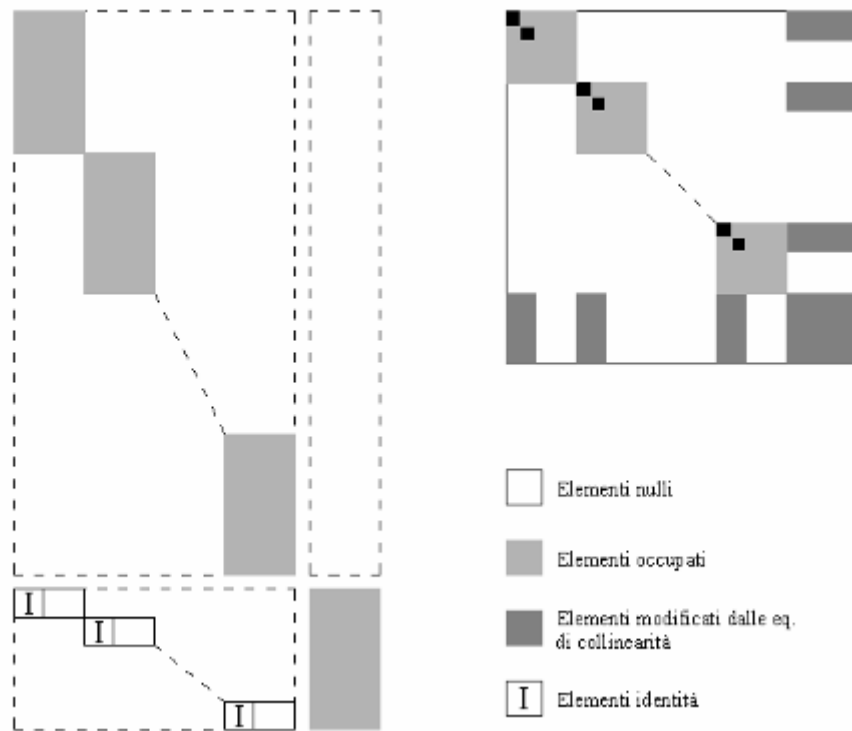 I
I
I
Elementi nulli
Elementi occupati
Elementi modificati dalle eq.
di collinearità
I Elementi identità